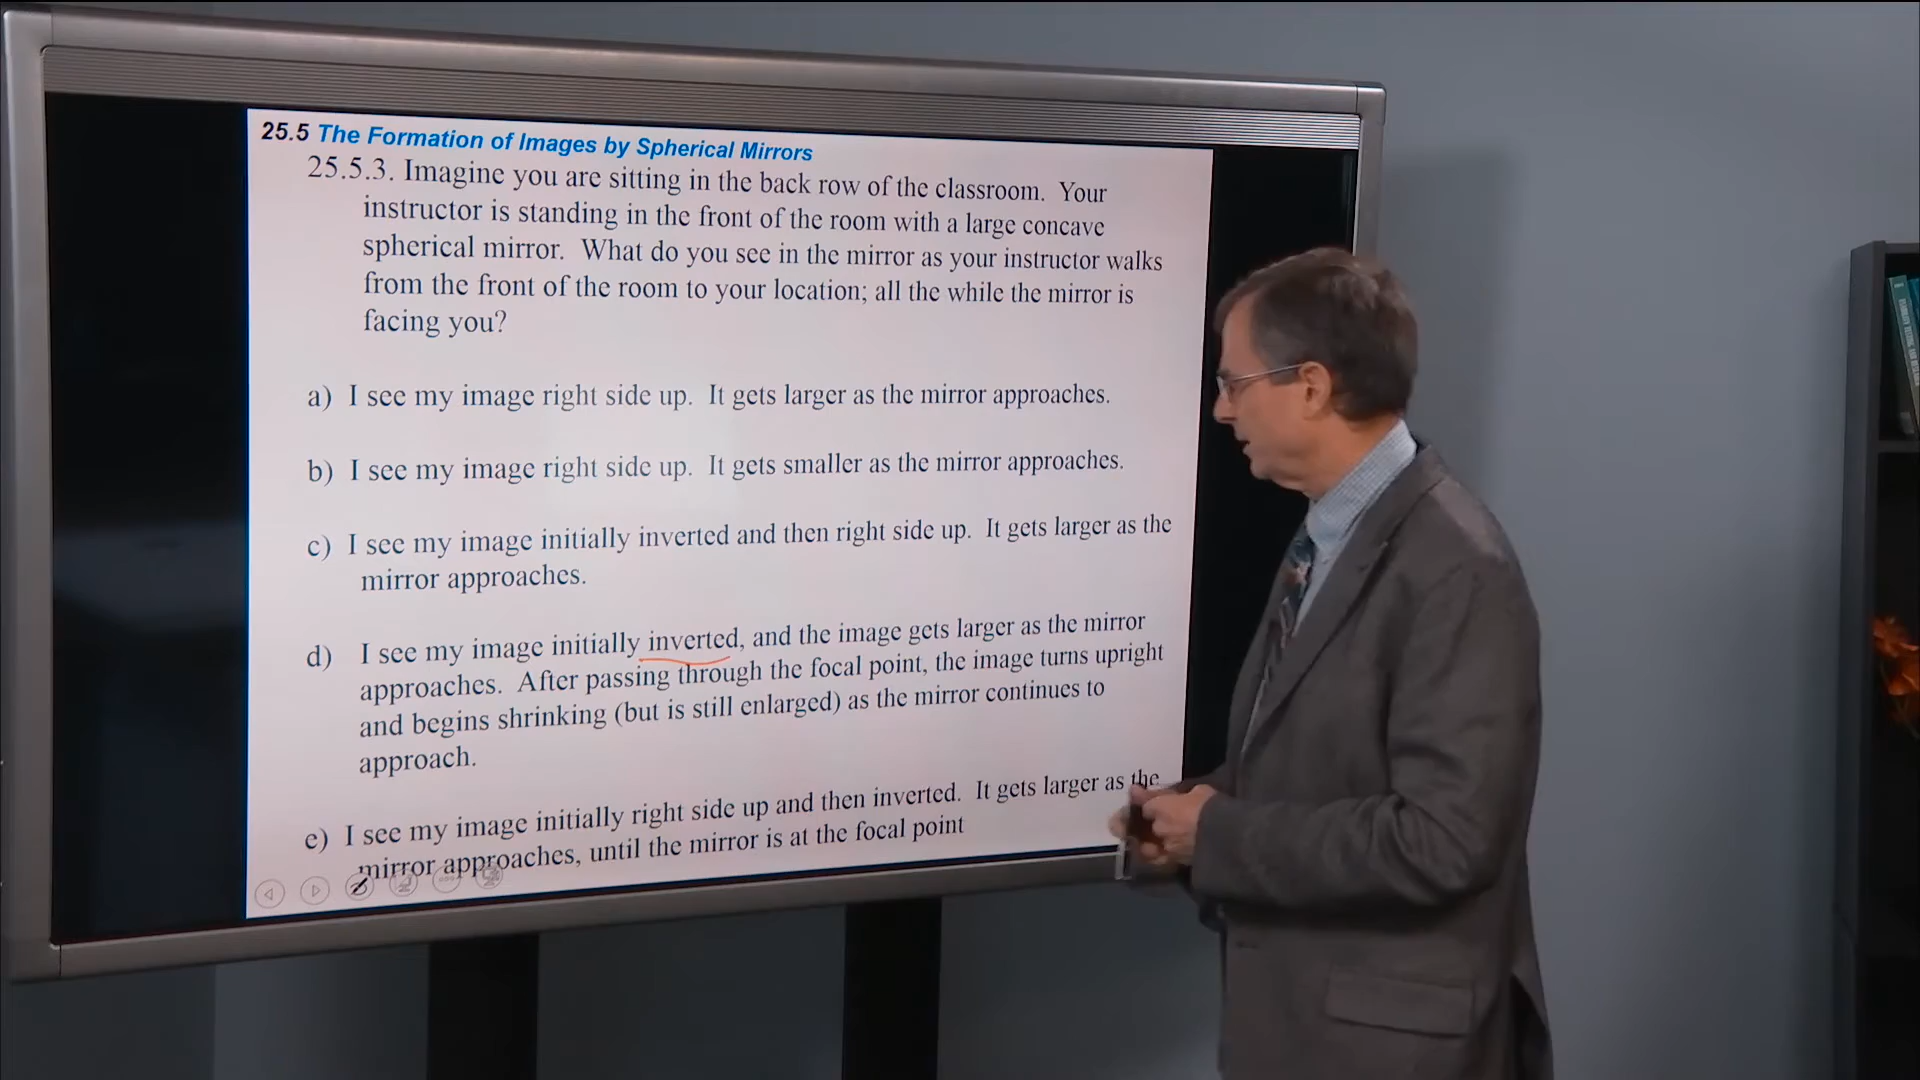 25.5 The Formation of Images by Spherical Mirrors
25.5.3. Imagine you are sitting in the back row of the classroom. Your
instructor is standing in the front of the room with a large concave
spherical mirror. What do you see in the mirror as your instructor walks
from the front of the room to your location; all the while the mirror is
facing you?
a) I see my image right side up. It gets larger as the mirror approaches.
b) I see my image right side up. It gets smaller as the mirror approaches.
c) I see my image initially inverted and then right side up. It gets larger as the
mirror approaches.
d) I see my image initially inverted, and the image gets larger as the mirror
approaches. After passing through the focal point, the image turns upright
and begins shrinking (but is still enlarged) as the mirror continues to
approach.
e) I see my image initially right side up and then inverted. It gets larger as the
mirror approaches, until the mirror is at the focal point